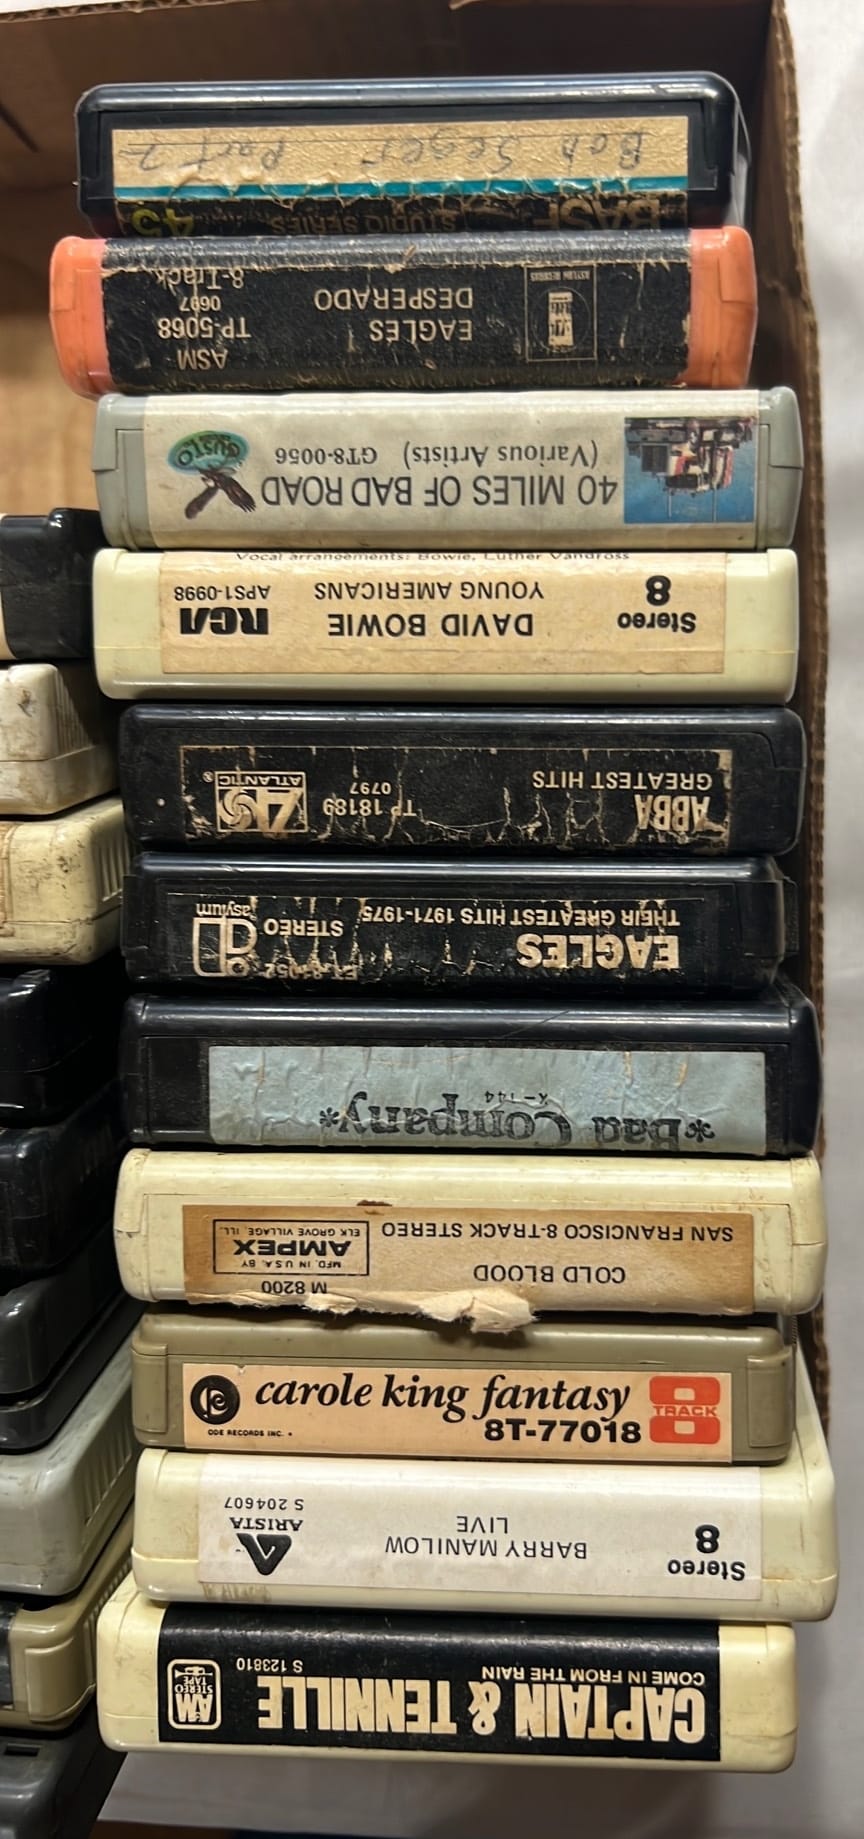 Bob Seger Part 2
BASF STUDIO SERIES 45
ASYLUM RECORDS
EAGLES
DESPERADO
ASM
TP-5068
0697
8-Track
40 MILES OF BAD ROAD
(Various Artists) GT8-0056
GUSTO
Stereo
8
DAVID BOWIE
YOUNG AMERICANS
Vocal arrangements: Bowie, Luther Vandross
RCA
APS1-0998
ABBA
GREATEST HITS
TP 18189
0797
ATLANTIC®
EAGLES
THEIR GREATEST HITS 1971-1975
STEREO
asylum
*Bad Company*
X-144
M 8200
COLD BLOOD
SAN FRANCISCO 8-TRACK STEREO
MFD. IN U.S.A. BY
AMPEX
ELK GROVE VILLAGE, ILL.
carole king fantasy
ODE RECORDS INC.
8T-77018
8
TRACK
Stereo
8
BARRY MANILOW
LIVE
ARISTA
S 204607
CAPTAIN & TENNILLE
COME IN FROM THE RAIN
S 123810
AM
STEREO
TAPE